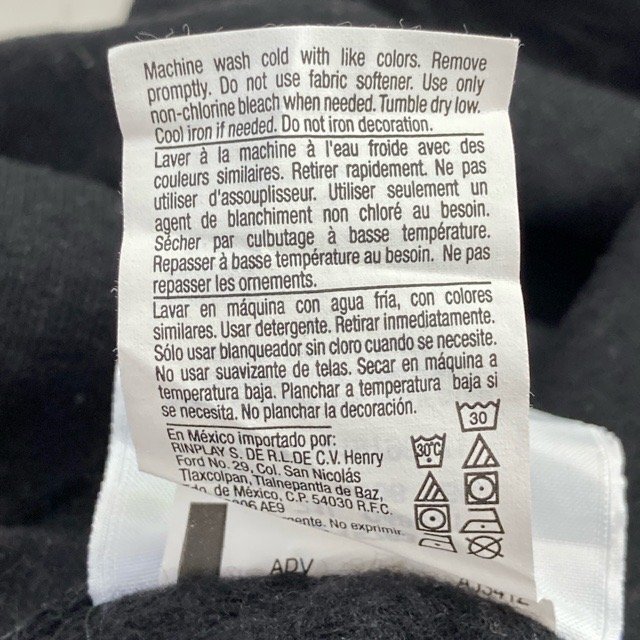 Machine wash cold with like colors. Remove
promptly. Do not use fabric softener. Use only
non-chlorine bleach when needed. Tumble dry low.
Cool iron if needed. Do not iron decoration.
Laver à la machine à l'eau froide avec des
couleurs similaires. Retirer rapidement. Ne pas
utiliser d'assouplisseur. Utiliser seulement un
agent de blanchiment non chloré au besoin.
Sécher par culbutage à basse température.
Repasser à basse température au besoin. Ne pas
repasser les ornements.
Lavar en máquina con agua fría, con colores
similares. Usar detergente. Retirar inmediatamente.
Sólo usar blanqueador sin cloro cuando se necesite.
No usar suavizante de telas. Secar en máquina a
temperatura baja. Planchar a temperatura baja si
se necesita. No planchar la decoración.
30
30°C
En México importado por:
RINPLAY S. DE R.L.DE C.V. Henry
Ford No. 29, Col. San Nicolás
Tlaxcolpan, Tlalnepantla de Baz,
de México, C.P. 54030 R.F.C.
AE9
No exprimir.
ADV